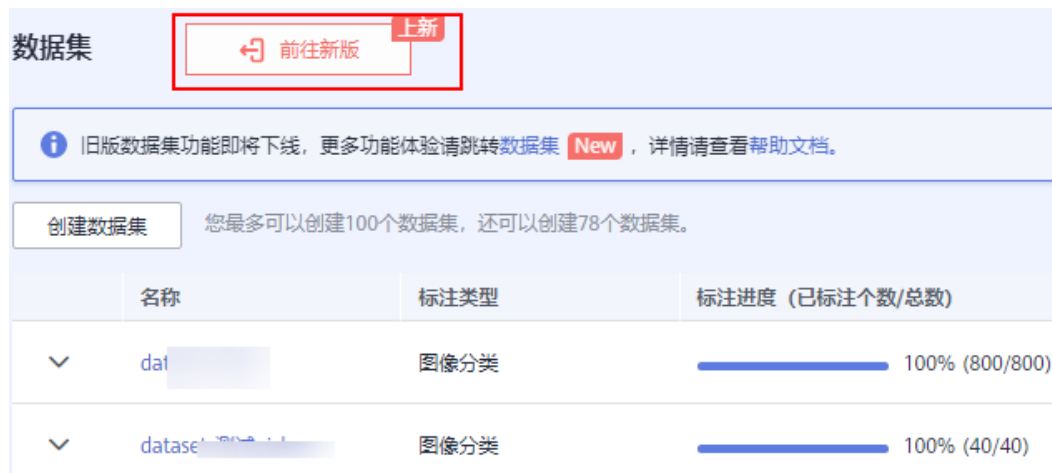 上新
数据集 前往新版
旧版数据集功能即将下线，更多功能体验请跳转数据集 New ，详情请查看帮助文档。
创建数据集 您最多可以创建100个数据集，还可以创建78个数据集。
名称 标注类型 标注进度（已标注个数/总数）
图像分类 100% (800/800)
图像分类 100% (40/40)